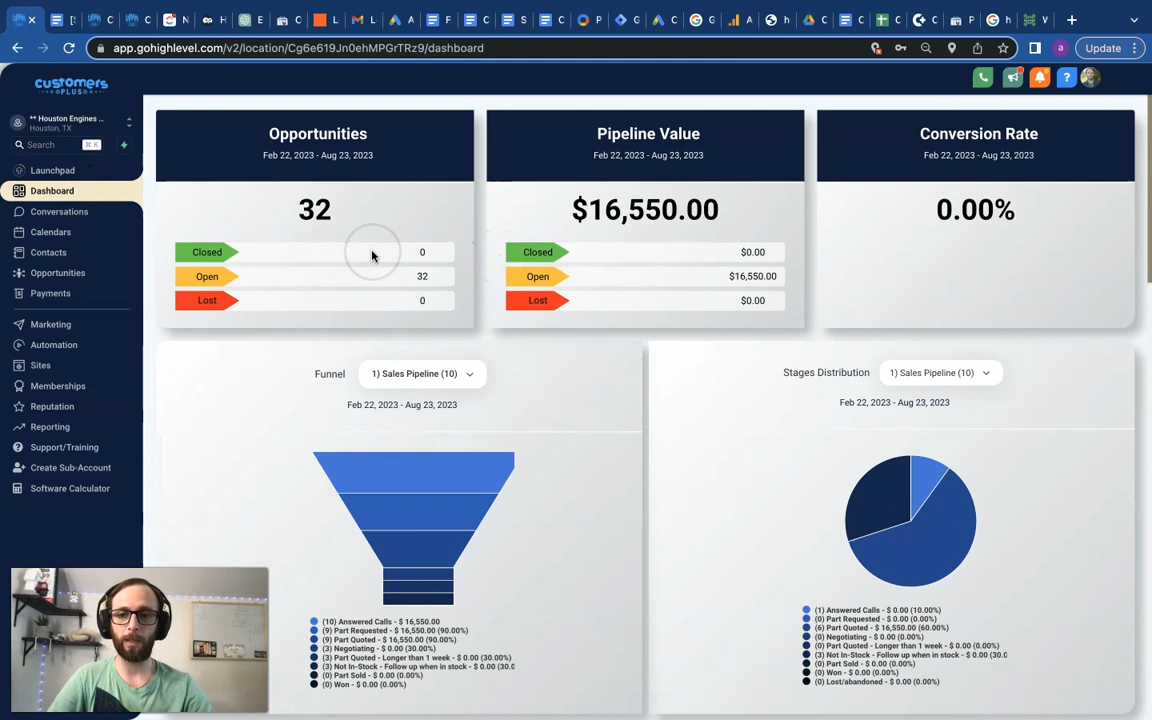 [
C
C
H
E
C
L
A
F
C
S
C
P
G
C
G
A
h
C
C
C
P
h
W
app.gohighlevel.com/v2/location/Cg6e619Jn0ehMPGrTRz9/dashboard
a
Update
customers
PLUS
** Houston Engines ...
Houston, TX
Search
⌘ K
Launchpad
Dashboard
Conversations
Calendars
Contacts
Opportunities
Payments
Marketing
Automation
Sites
Memberships
Reputation
Reporting
Support/Training
Create Sub-Account
Software Calculator
Opportunities
Feb 22, 2023 - Aug 23, 2023
32
Closed 0
Open 32
Lost 0
Pipeline Value
Feb 22, 2023 - Aug 23, 2023
$16,550.00
Closed $0.00
Open $16,550.00
Lost $0.00
Conversion Rate
Feb 22, 2023 - Aug 23, 2023
0.00%
Funnel 1) Sales Pipeline (10)
Feb 22, 2023 - Aug 23, 2023
(10) Answered Calls - $ 16,550.00
(9) Part Requested - $ 16,550.00 (90.00%)
(9) Part Quoted - $ 16,550.00 (90.00%)
(3) Negotiating - $ 0.00 (30.00%)
(3) Part Quoted - Longer than 1 week - $ 0.00 (30.00%)
(3) Not In-Stock - Follow up when in stock - $ 0.00 (30.0
(0) Part Sold - $ 0.00 (0.00%)
(0) Won - $ 0.00 (0.00%)
Stages Distribution 1) Sales Pipeline (10)
Feb 22, 2023 - Aug 23, 2023
(1) Answered Calls - $ 0.00 (10.00%)
(0) Part Requested - $ 0.00 (0.00%)
(6) Part Quoted - $ 16,550.00 (60.00%)
(0) Negotiating - $ 0.00 (0.00%)
(0) Part Quoted - Longer than 1 week - $ 0.00 (0.00%)
(3) Not In-Stock - Follow up when in stock - $ 0.00 (30.0
(0) Part Sold - $ 0.00 (0.00%)
(0) Won - $ 0.00 (0.00%)
(0) Lost/abandoned - $ 0.00 (0.00%)